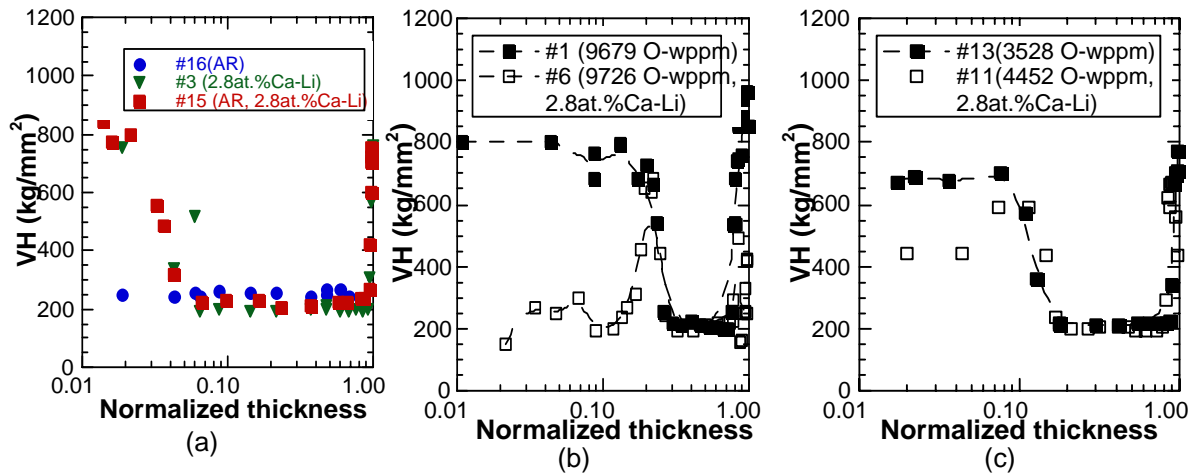 1200
1000
800
600
400
200
0
VH (kg/mm²)
#16(AR)
#3 (2.8at.%Ca-Li)
#15 (AR, 2.8at.%Ca-Li)
0.01
0.10
1.00
Normalized thickness
(a)
1200
1000
800
600
400
200
0
VH (kg/mm²)
#1 (9679 O-wppm)
#6 (9726 O-wppm,
2.8at.%Ca-Li)
0.01
0.10
1.00
Normalized thickness
(b)
1200
1000
800
600
400
200
0
VH (kg/mm²)
#13(3528 O-wppm)
#11(4452 O-wppm,
2.8at.%Ca-Li)
0.01
0.10
1.00
Normalized thickness
(c)